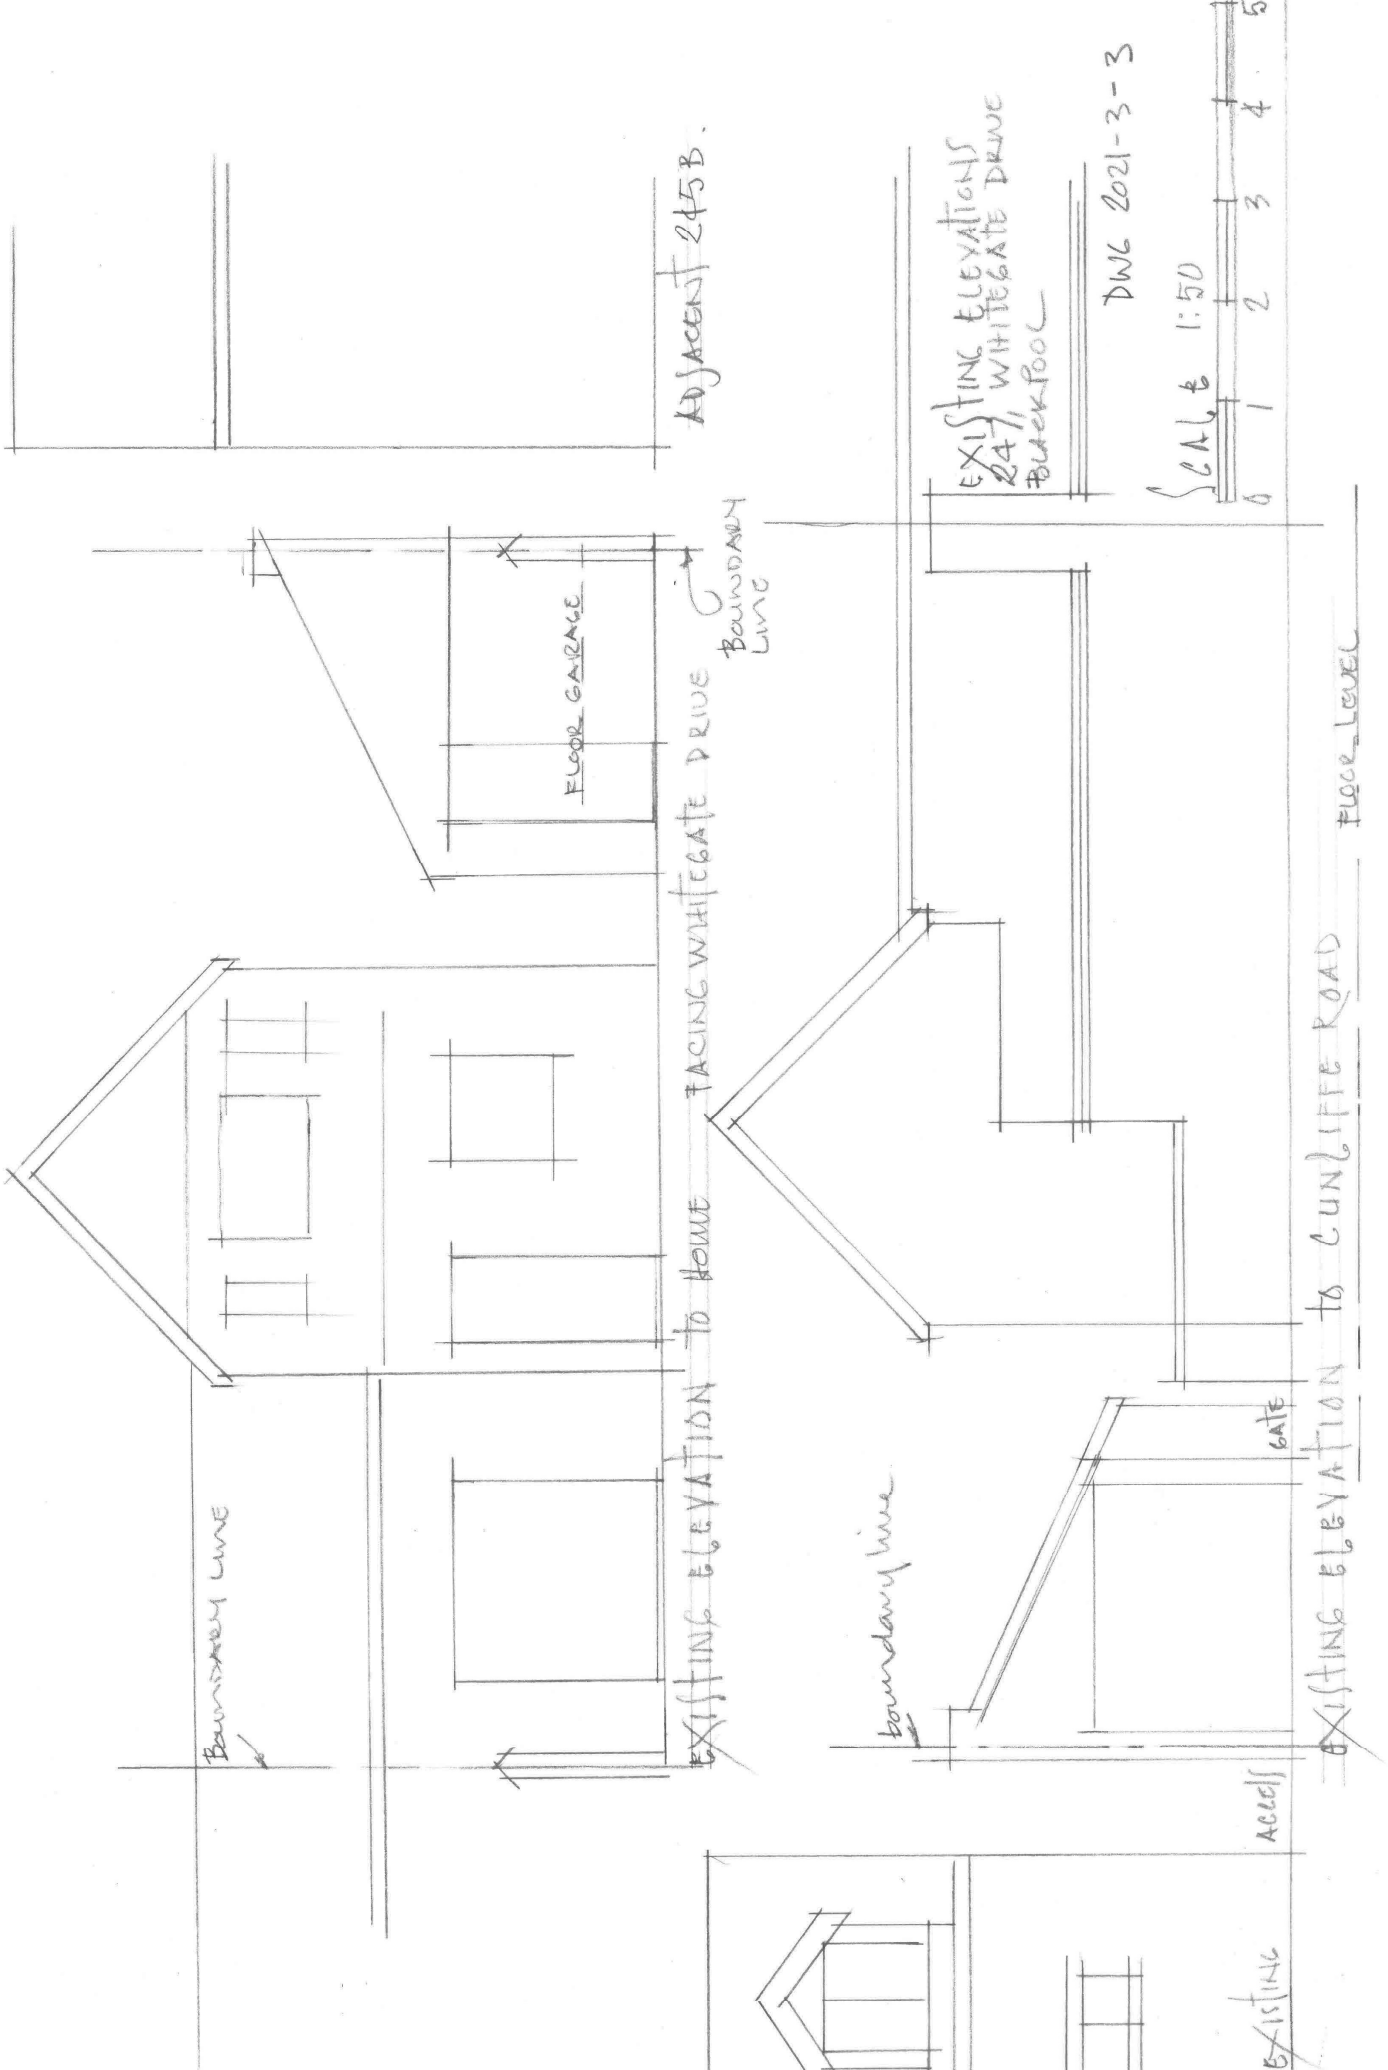 BOUNDARY LINE
FLOOR GARAGE
BOUNDARY
LINE
EXISTING ELEVATION to HOME FACING WHITEGATE DRIVE
ADJACENT 245B.
boundary line
EXISTING ELEVATIONS
247, WHITEGATE DRIVE
BLACKPOOL
DWG 2021-3-3
SCALE 1:50
0 1 2 3 4 5
EXISTING
ACCESS
GATE
EXISTING ELEVATION to CUNLIFFE ROAD
FLOOR LEVEL